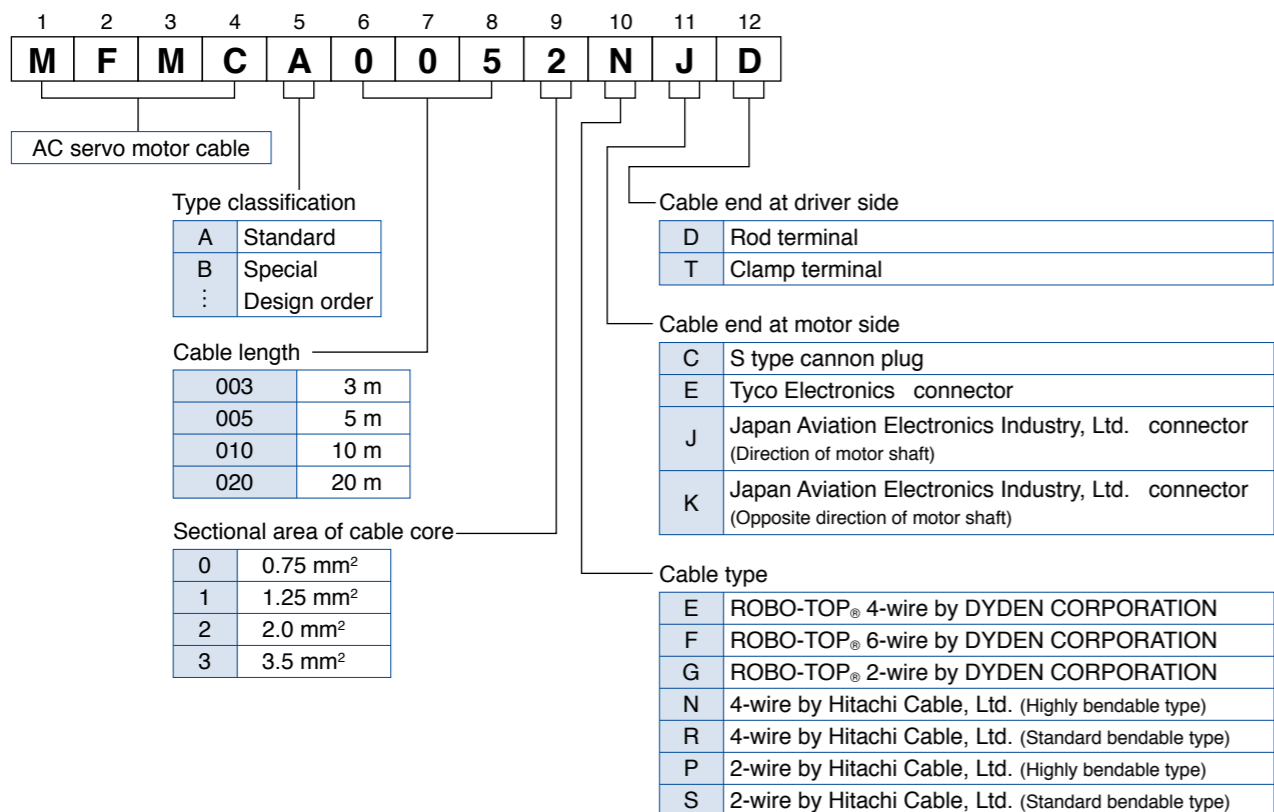 1 2 3 4 5 6 7 8 9 10 11 12
M F M C A 0 0 5 2 N J D
AC servo motor cable
Type classification
A Standard
B Special
⋮ Design order
Cable length
003 3 m
005 5 m
010 10 m
020 20 m
Sectional area of cable core
0 0.75 mm²
1 1.25 mm²
2 2.0 mm²
3 3.5 mm²
Cable end at driver side
D Rod terminal
T Clamp terminal
Cable end at motor side
C S type cannon plug
E Tyco Electronics connector
J Japan Aviation Electronics Industry, Ltd. connector
(Direction of motor shaft)
K Japan Aviation Electronics Industry, Ltd. connector
(Opposite direction of motor shaft)
Cable type
E ROBO-TOP® 4-wire by DYDEN CORPORATION
F ROBO-TOP® 6-wire by DYDEN CORPORATION
G ROBO-TOP® 2-wire by DYDEN CORPORATION
N 4-wire by Hitachi Cable, Ltd. (Highly bendable type)
R 4-wire by Hitachi Cable, Ltd. (Standard bendable type)
P 2-wire by Hitachi Cable, Ltd. (Highly bendable type)
S 2-wire by Hitachi Cable, Ltd. (Standard bendable type)